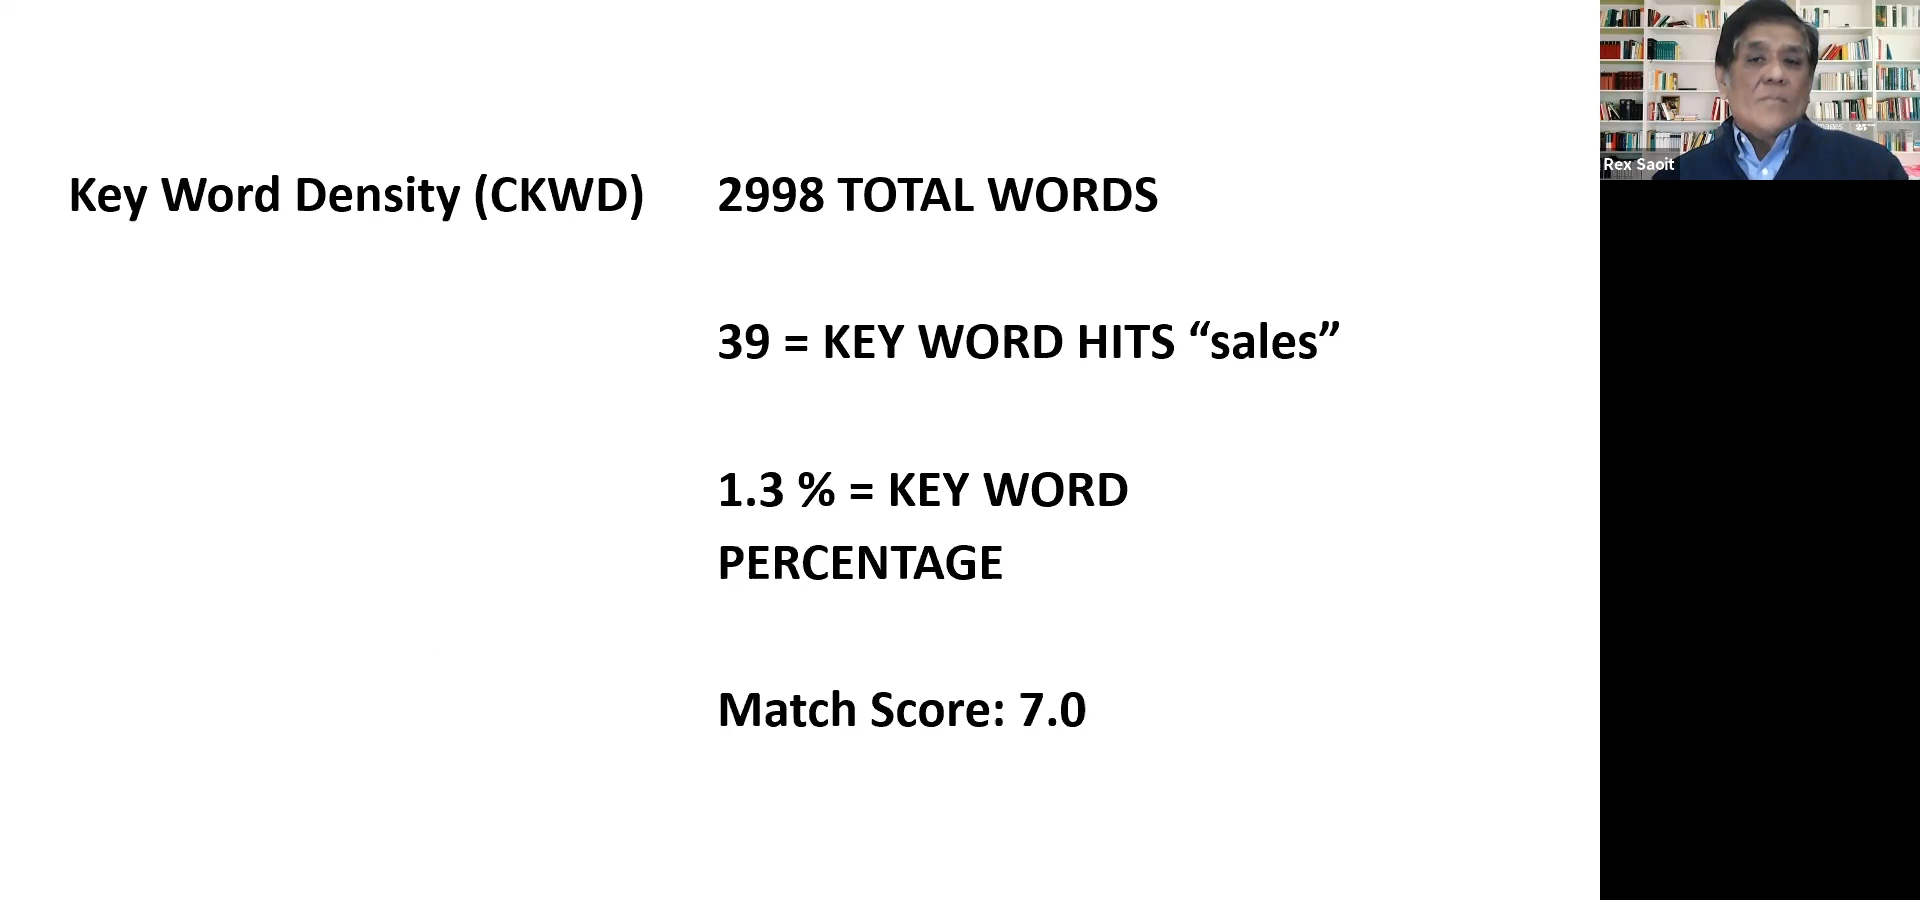 Key Word Density (CKWD)
2998 TOTAL WORDS
39 = KEY WORD HITS “sales”
1.3 % = KEY WORD
PERCENTAGE
Match Score: 7.0
Rex Saoit